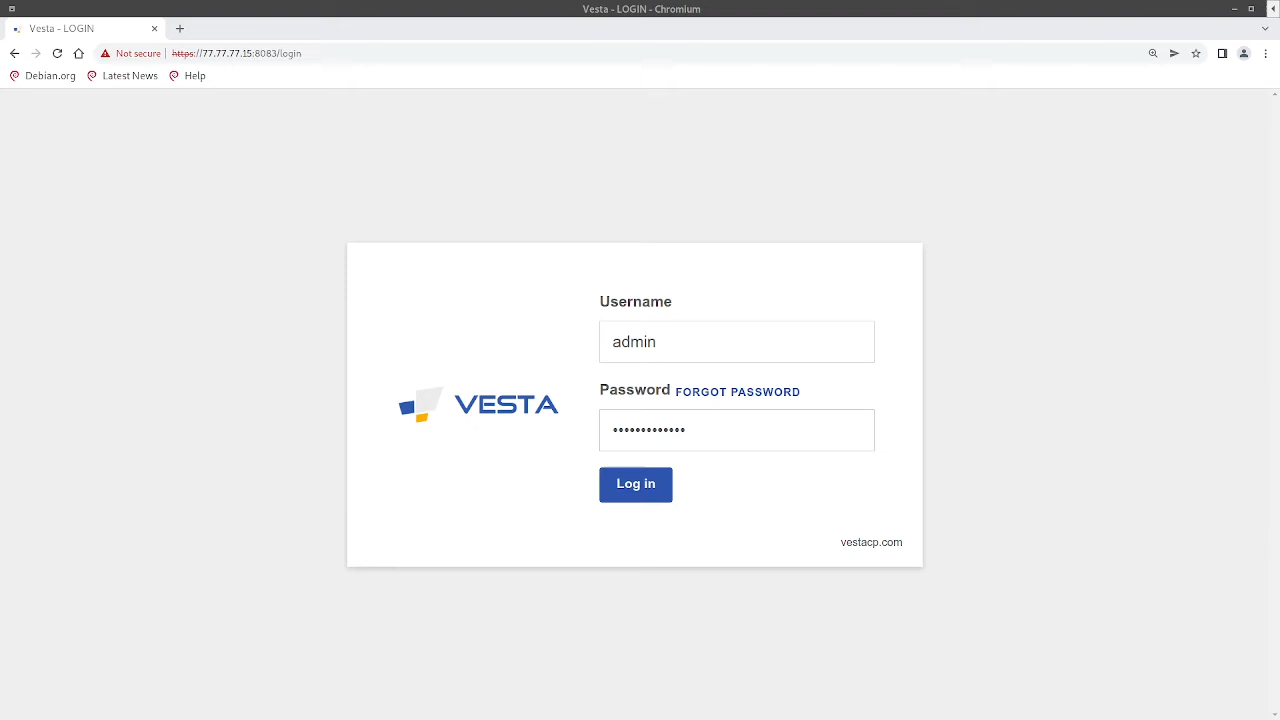 Vesta - LOGIN - Chromium
Vesta - LOGIN
Not secure
https://77.77.77.15:8083/login
Debian.org
Latest News
Help
Username
admin
Password FORGOT PASSWORD
•••••••••••••
VESTA
Log in
vestacp.com